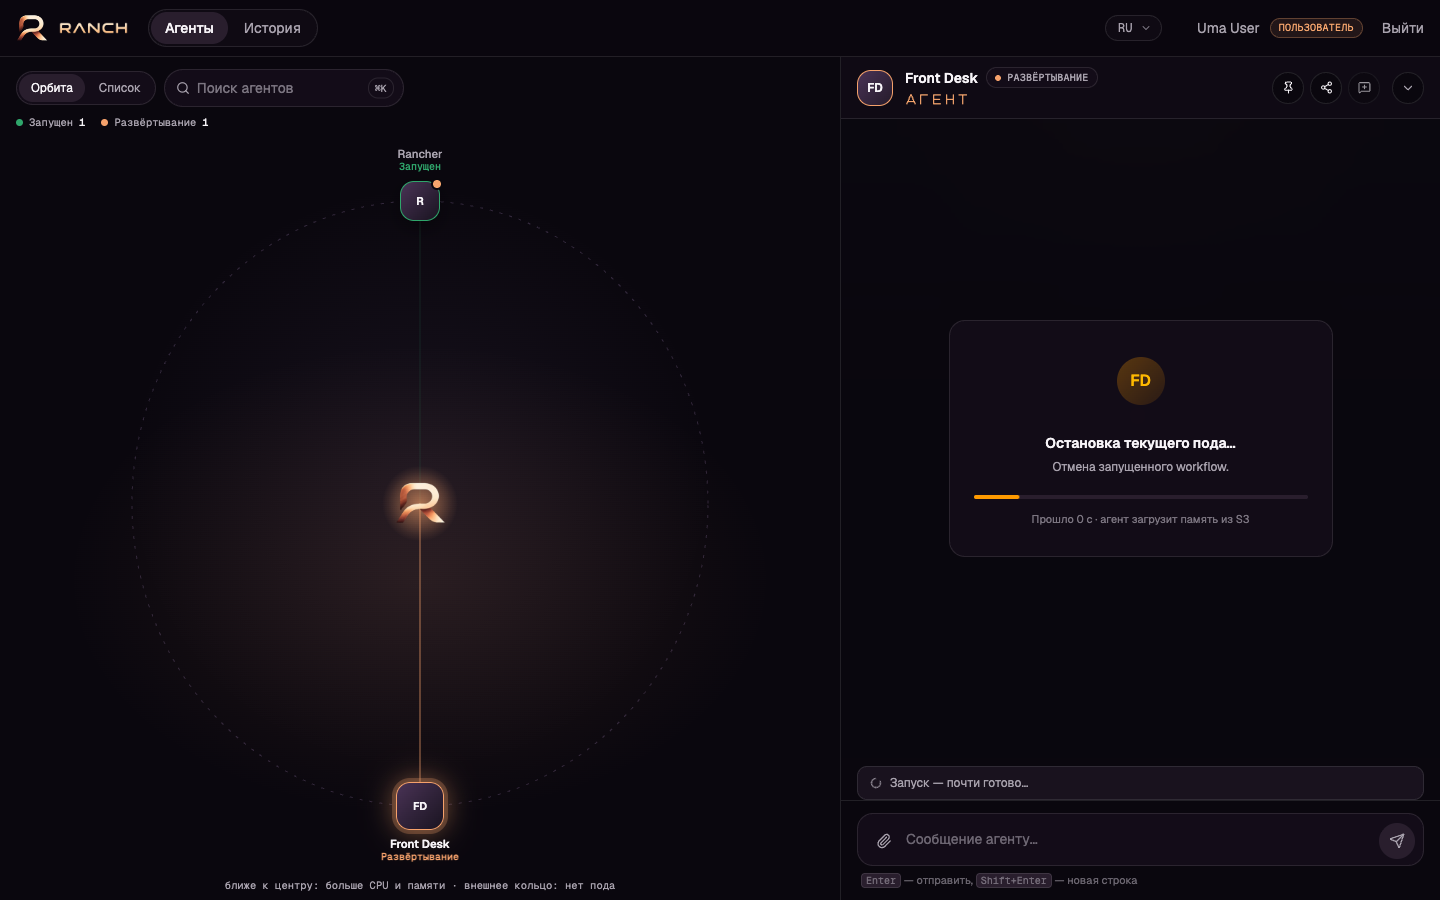 RANCH
Агенты
История
RU
Uma User
ПОЛЬЗОВАТЕЛЬ
Выйти
Орбита
Список
Поиск агентов
⌘K
Запущен 1
Развёртывание 1
Rancher
Запущен
R
FD
Front Desk
Развёртывание
ближе к центру: больше CPU и памяти · внешнее кольцо: нет пода
FD
Front Desk
РАЗВЁРТЫВАНИЕ
АГЕНТ
FD
Остановка текущего пода…
Отмена запущенного workflow.
Прошло 0 с · агент загрузит память из S3
Запуск — почти готово…
Сообщение агенту…
Enter — отправить, Shift+Enter — новая строка